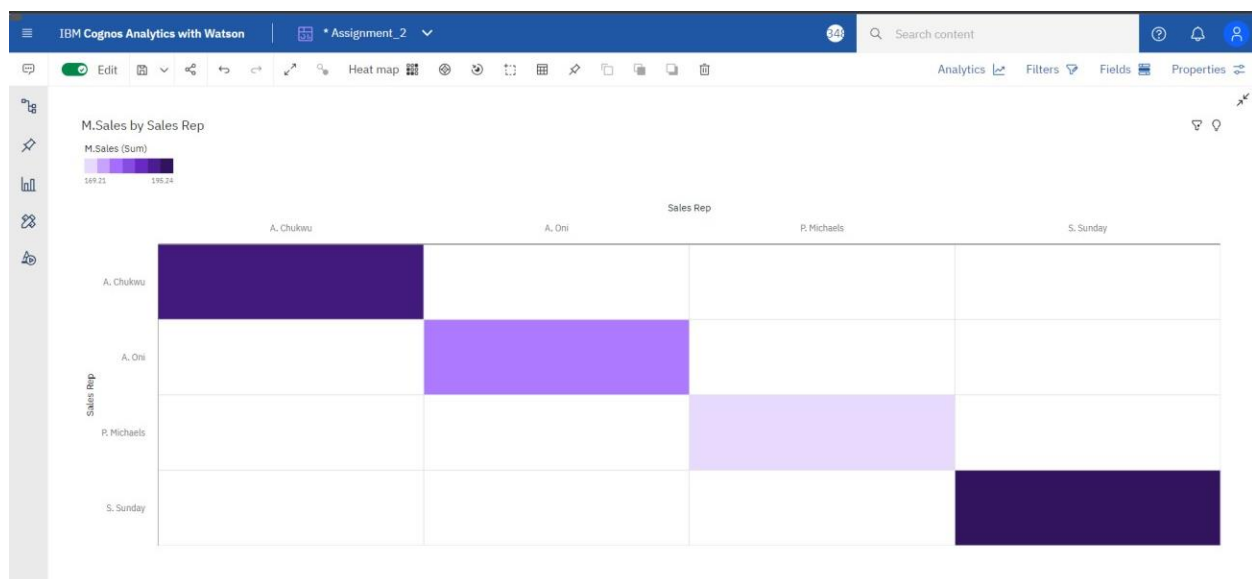 IBM Cognos Analytics with Watson
* Assignment_2
Search content
Edit
Heat map
Analytics
Filters
Fields
Properties
M.Sales by Sales Rep
M.Sales (Sum)
169.21 195.24
Sales Rep
A. Chukwu A. Oni P. Michaels S. Sunday
A. Chukwu
A. Oni
Sales Rep
P. Michaels
S. Sunday